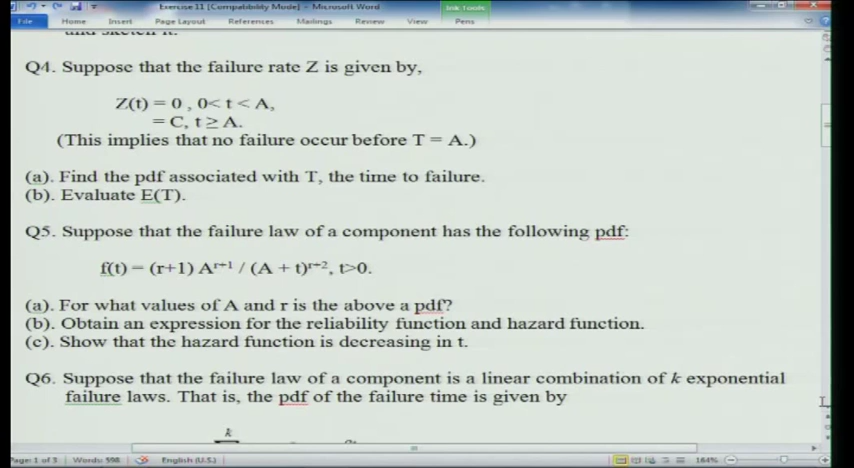 Exercise 11 [Compatibility Mode] - Microsoft Word
Ink Tools
File Home Insert Page Layout References Mailings Review View Pens
and sketch it.
Q4. Suppose that the failure rate Z is given by,
Z(t) = 0 , 0< t < A,
= C, t ≥ A.
(This implies that no failure occur before T = A.)
(a). Find the pdf associated with T, the time to failure.
(b). Evaluate E(T).
Q5. Suppose that the failure law of a component has the following pdf:
f(t) = (r+1) A^{r+1} / (A + t)^{r+2}, t>0.
(a). For what values of A and r is the above a pdf?
(b). Obtain an expression for the reliability function and hazard function.
(c). Show that the hazard function is decreasing in t.
Q6. Suppose that the failure law of a component is a linear combination of k exponential
failure laws. That is, the pdf of the failure time is given by
k
Page: 1 of 3 Words: 598 English (U.S.) 164%